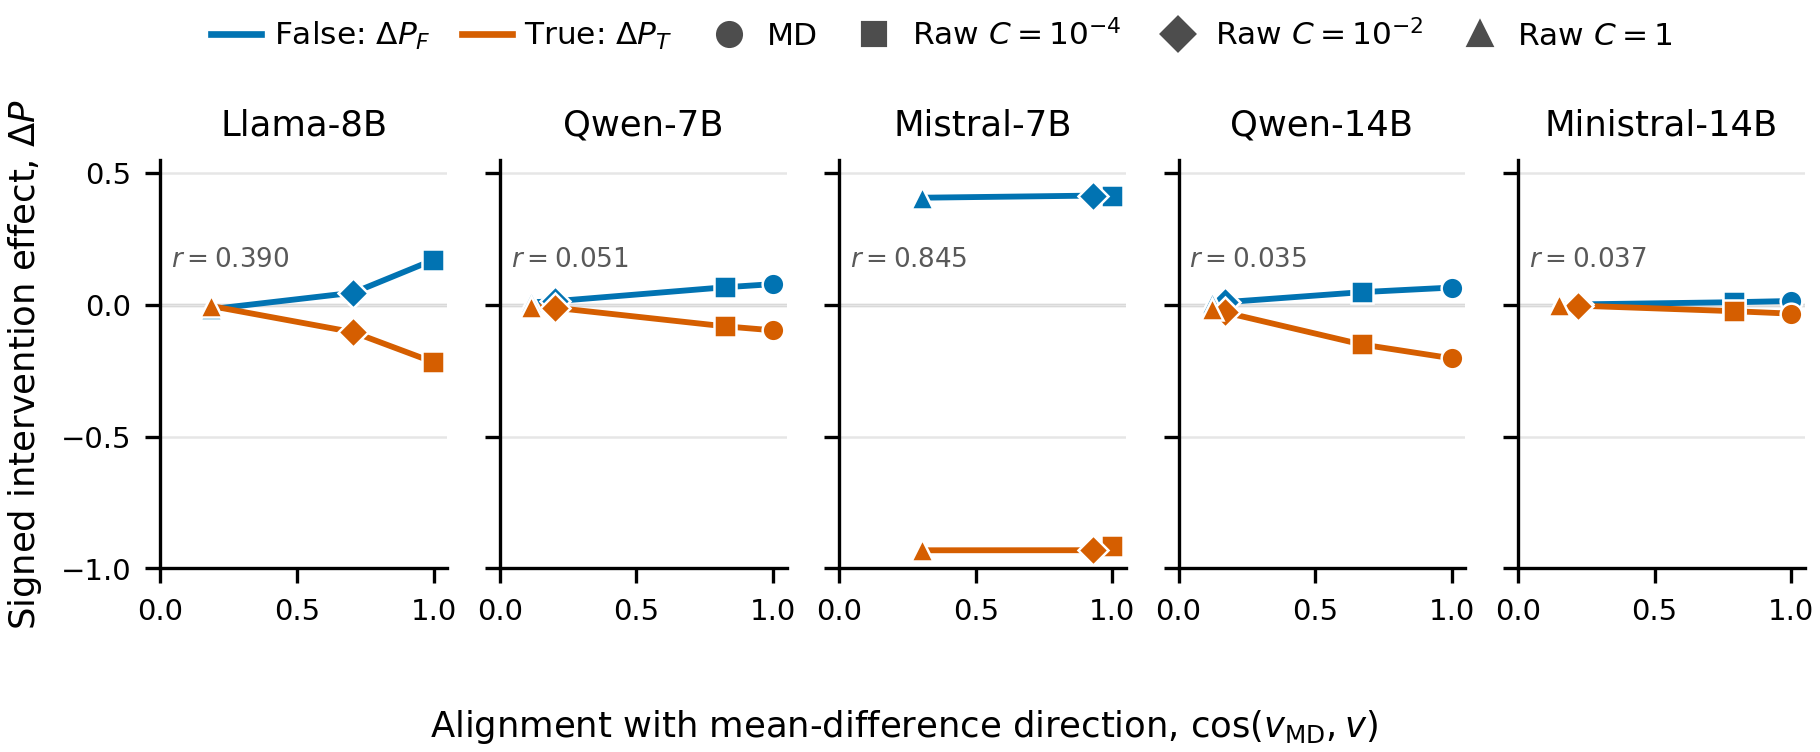 False: ΔP_F True: ΔP_T MD Raw C = 10⁻⁴ Raw C = 10⁻² Raw C = 1
Signed intervention effect, ΔP
Llama-8B Qwen-7B Mistral-7B Qwen-14B Ministral-14B
0.5
r = 0.390 r = 0.051 r = 0.845 r = 0.035 r = 0.037
0.0
−0.5
−1.0
0.0 0.5 1.0 0.0 0.5 1.0 0.0 0.5 1.0 0.0 0.5 1.0 0.0 0.5 1.0
Alignment with mean-difference direction, cos(v_MD, v)